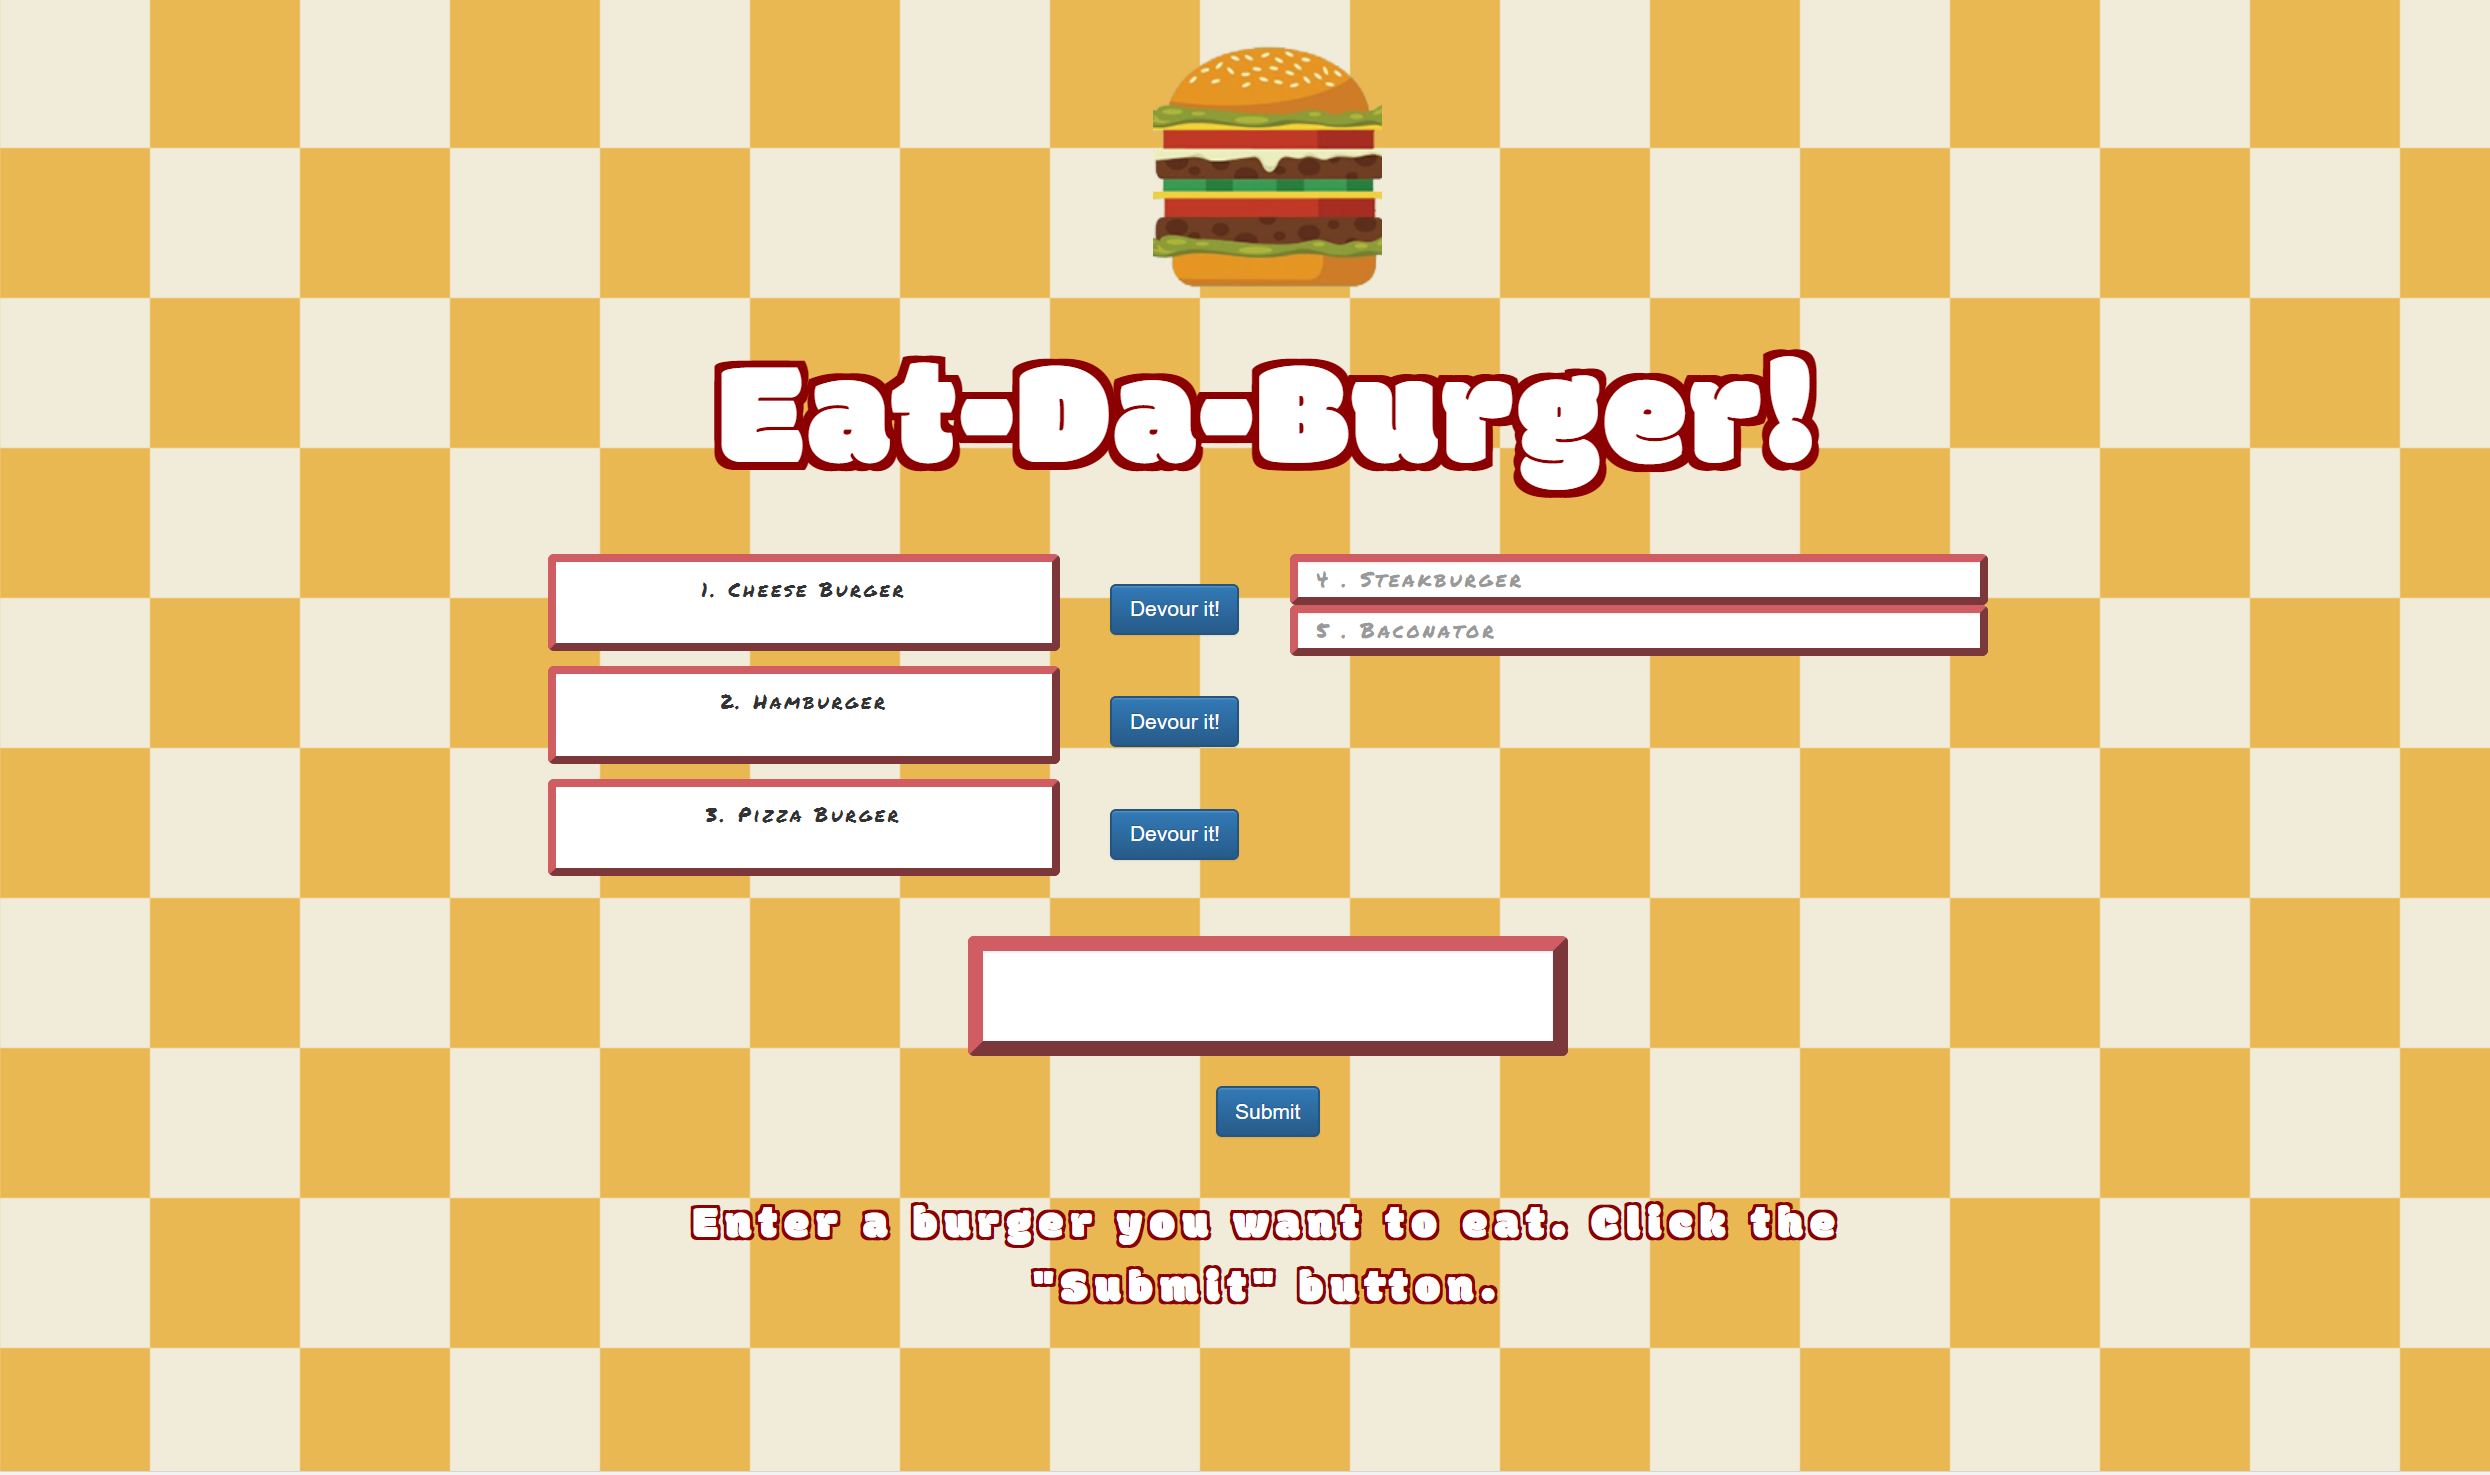 Eat-Da-Burger!
1. Cheese Burger
Devour it!
2. Hamburger
Devour it!
3. Pizza Burger
Devour it!
4 . Steakburger
5 . Baconator
Submit
Enter a burger you want to eat. Click the
"Submit" button.